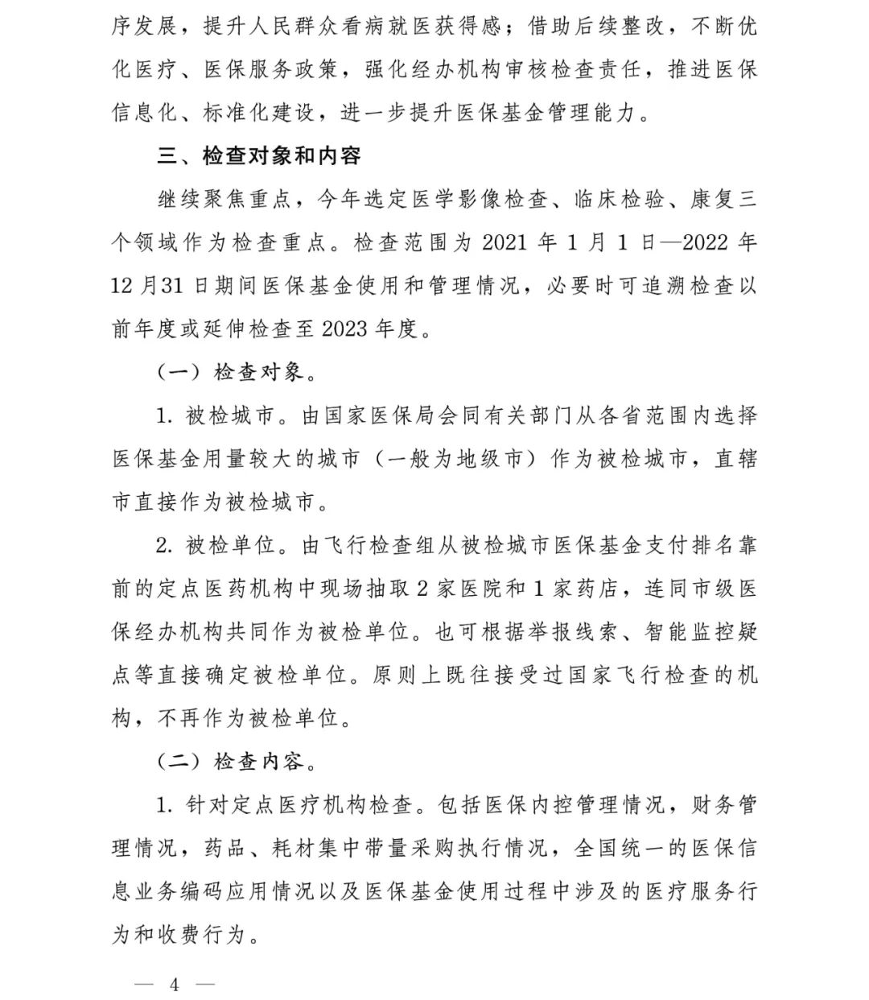 序发展，提升人民群众看病就医获得感；借助后续整改，不断优
化医疗、医保服务政策，强化经办机构审核检查责任，推进医保
信息化、标准化建设，进一步提升医保基金管理能力。
三、检查对象和内容
继续聚焦重点，今年选定医学影像检查、临床检验、康复三
个领域作为检查重点。检查范围为 2021 年 1 月 1 日—2022 年
12 月31 日期间医保基金使用和管理情况，必要时可追溯检查以
前年度或延伸检查至 2023 年度。
（一）检查对象。
1. 被检城市。由国家医保局会同有关部门从各省范围内选择
医保基金用量较大的城市（一般为地级市）作为被检城市，直辖
市直接作为被检城市。
2. 被检单位。由飞行检查组从被检城市医保基金支付排名靠
前的定点医药机构中现场抽取 2 家医院和 1 家药店，连同市级医
保经办机构共同作为被检单位。也可根据举报线索、智能监控疑
点等直接确定被检单位。原则上既往接受过国家飞行检查的机
构，不再作为被检单位。
（二）检查内容。
1. 针对定点医疗机构检查。包括医保内控管理情况，财务管
理情况，药品、耗材集中带量采购执行情况，全国统一的医保信
息业务编码应用情况以及医保基金使用过程中涉及的医疗服务行
为和收费行为。
— 4 —